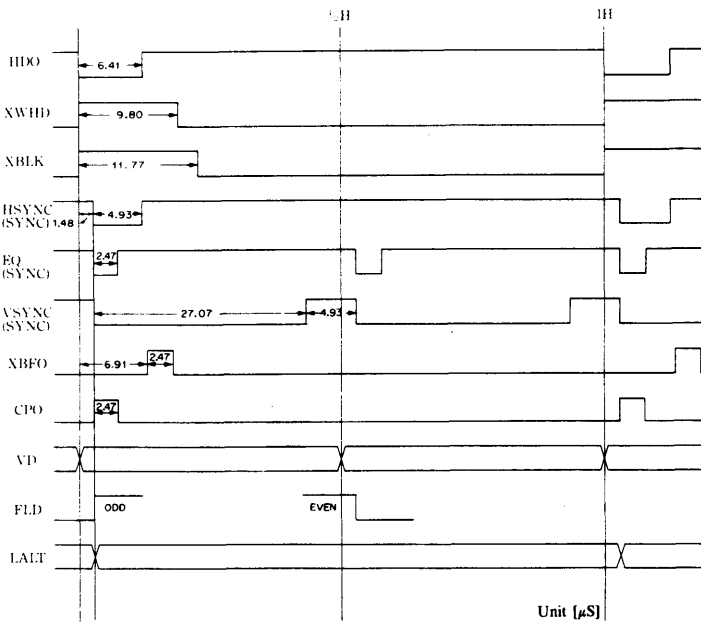 ½H 1H
HDO 6.41
XWHD 9.80
XBLK 11.77
HSYNC
(SYNC) 1.48 4.93
EQ
(SYNC) 2.47
VSYNC
(SYNC) 27.07 4.93
XBFO 6.91 2.47
CPO 2.47
VD
FLD ODD EVEN
LALT
Unit [μS]